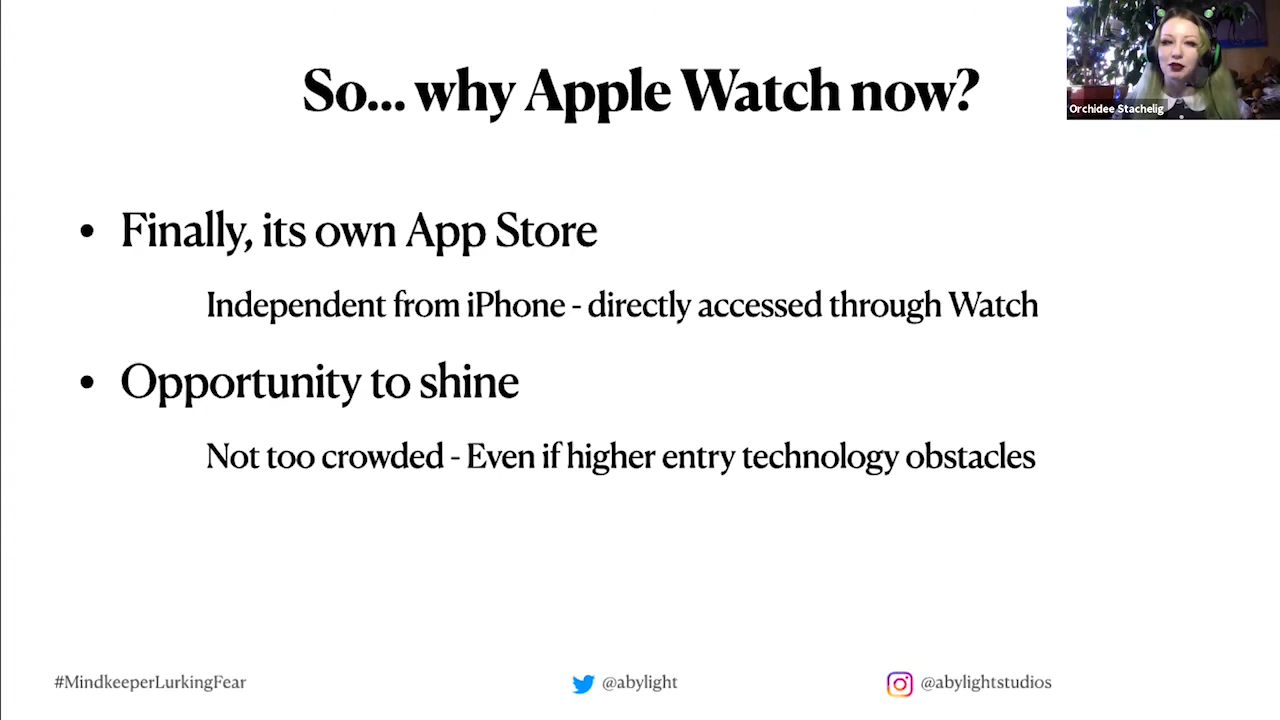 So... why Apple Watch now?
Orchidee Stachelig
• Finally, its own App Store
Independent from iPhone - directly accessed through Watch
• Opportunity to shine
Not too crowded - Even if higher entry technology obstacles
#MindkeeperLurkingFear
@abylight
@abylightstudios